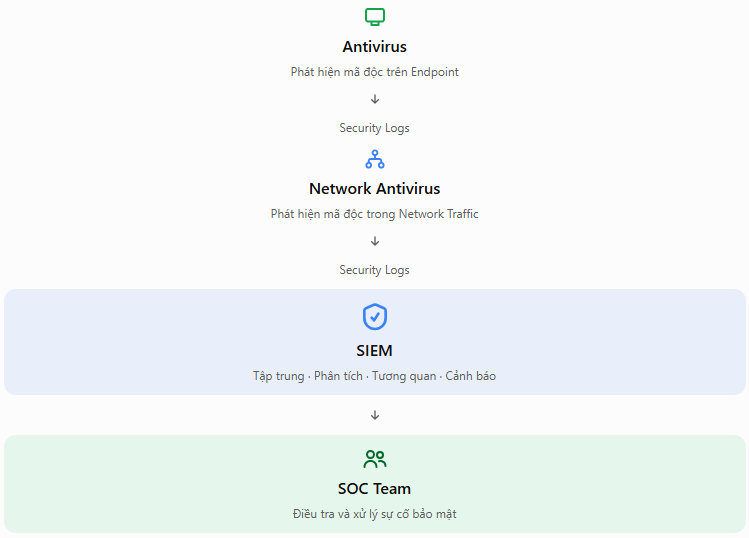 Antivirus
Phát hiện mã độc trên Endpoint
Security Logs
Network Antivirus
Phát hiện mã độc trong Network Traffic
Security Logs
SIEM
Tập trung · Phân tích · Tương quan · Cảnh báo
SOC Team
Điều tra và xử lý sự cố bảo mật